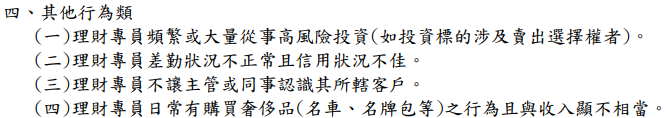 四、其他行為類
(一)理財專員頻繁或大量從事高風險投資(如投資標的涉及賣出選擇權者)。
(二)理財專員差勤狀況不正常且信用狀況不佳。
(三)理財專員不讓主管或同事認識其所轄客戶。
(四)理財專員日常有購買奢侈品(名車、名牌包等)之行為且與收入顯不相當。